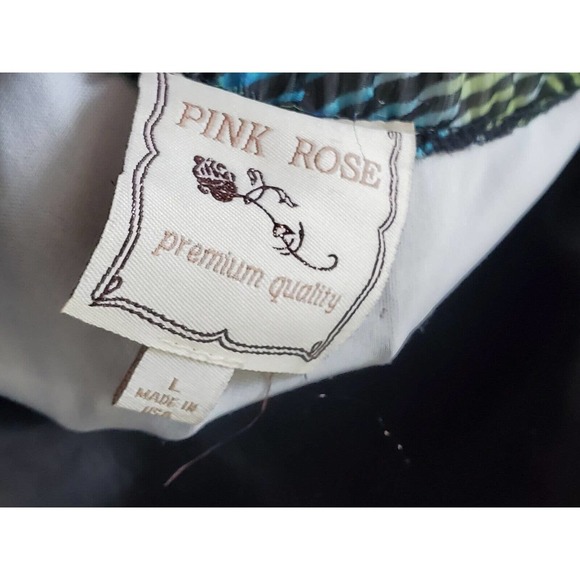 PINK ROSE
premium quality
L
MADE IN
USA